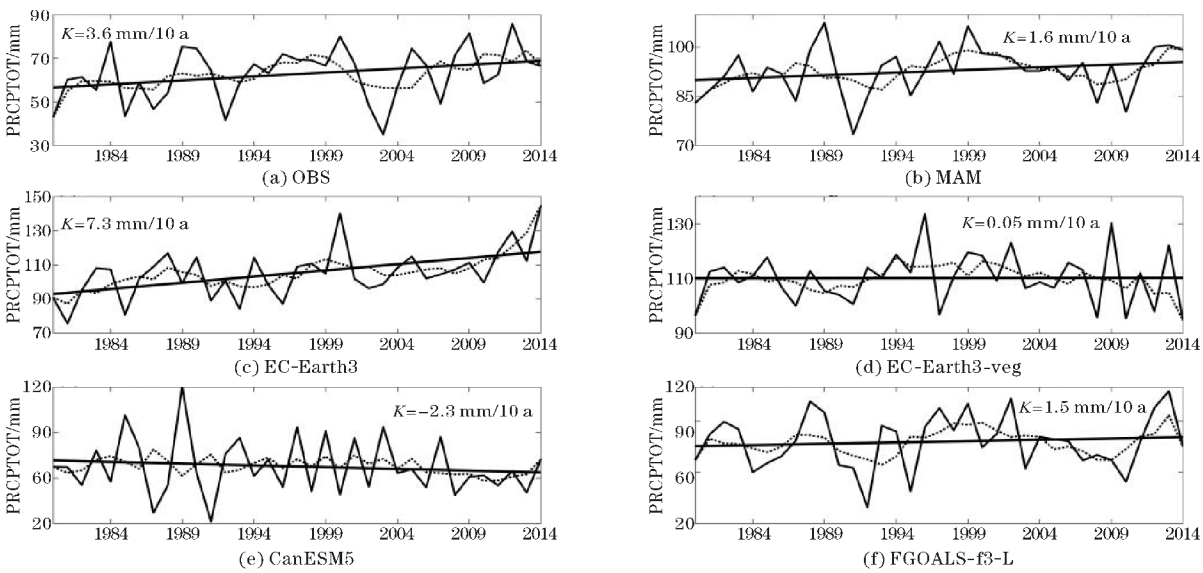 PRCPTOT/mm
90
70
50
30
K=3.6 mm/10 a
1984 1989 1994 1999 2004 2009 2014
(a) OBS
PRCPTOT/mm
100
85
70
K=1.6 mm/10 a
1984 1989 1994 1999 2004 2009 2014
(b) MAM
PRCPTOT/mm
150
130
110
90
70
K=7.3 mm/10 a
1984 1989 1994 1999 2004 2009 2014
(c) EC-Earth3
PRCPTOT/mm
130
110
90
K=0.05 mm/10 a
1984 1989 1994 1999 2004 2009 2014
(d) EC-Earth3-veg
PRCPTOT/mm
120
90
60
20
K=-2.3 mm/10 a
1984 1989 1994 1999 2004 2009 2014
(e) CanESM5
PRCPTOT/mm
120
90
60
20
K=1.5 mm/10 a
1984 1989 1994 1999 2004 2009 2014
(f) FGOALS-f3-L